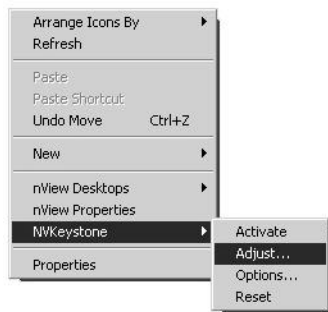 Arrange Icons By
Refresh
Paste
Paste Shortcut
Undo Move Ctrl+Z
New
nView Desktops
nView Properties
NVKeystone
Properties
Activate
Adjust...
Options...
Reset